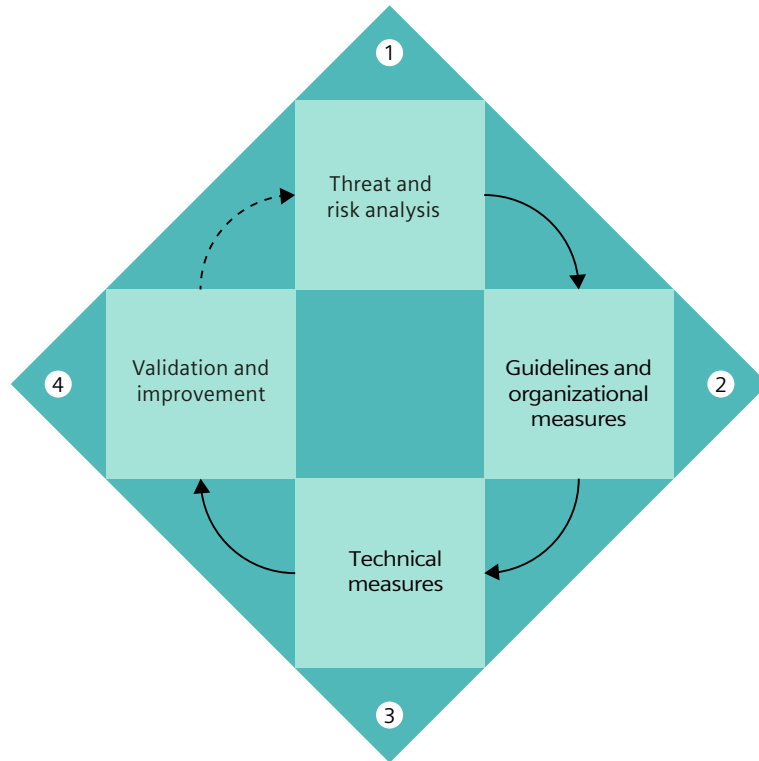 1
Threat and
risk analysis
Validation and
improvement
4
Guidelines and
organizational
measures
2
Technical
measures
3